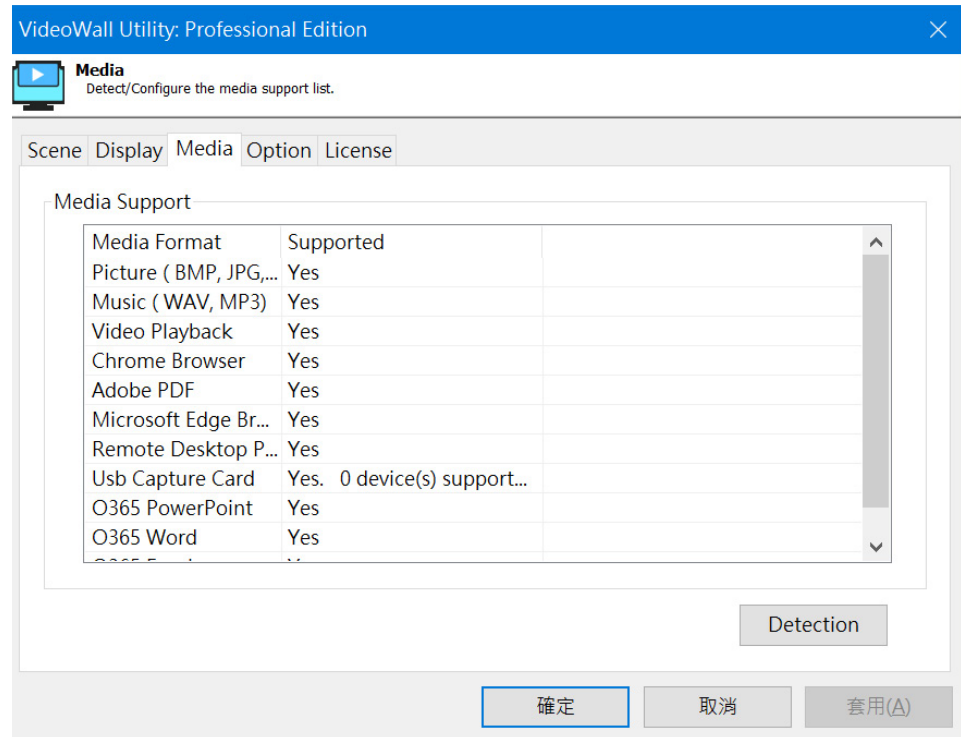 VideoWall Utility: Professional Edition
Media
Detect/Configure the media support list.
Scene Display Media Option License
Media Support
Media Format Supported
Picture ( BMP, JPG,... Yes
Music ( WAV, MP3) Yes
Video Playback Yes
Chrome Browser Yes
Adobe PDF Yes
Microsoft Edge Br... Yes
Remote Desktop P... Yes
Usb Capture Card Yes. 0 device(s) support...
O365 PowerPoint Yes
O365 Word Yes
Detection
確定 取消 套用(A)